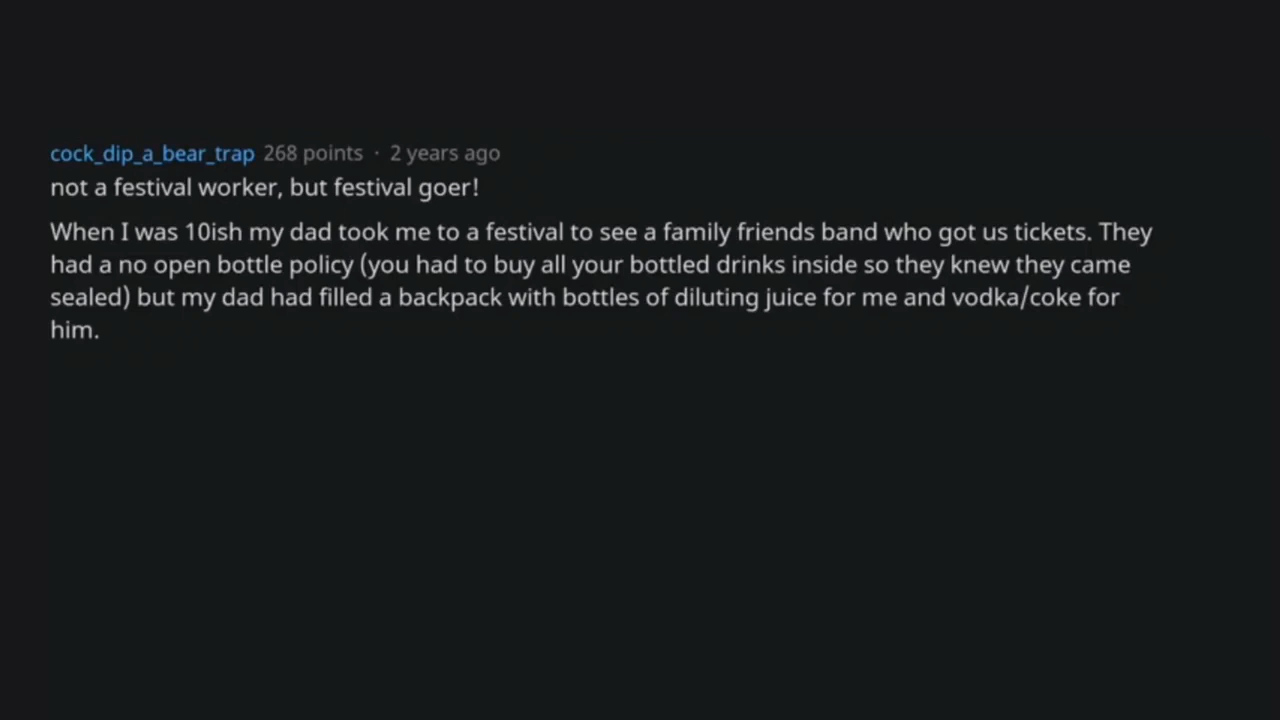 cock_dip_a_bear_trap 268 points · 2 years ago
not a festival worker, but festival goer!
When I was 10ish my dad took me to a festival to see a family friends band who got us tickets. They
had a no open bottle policy (you had to buy all your bottled drinks inside so they knew they came
sealed) but my dad had filled a backpack with bottles of diluting juice for me and vodka/coke for
him.